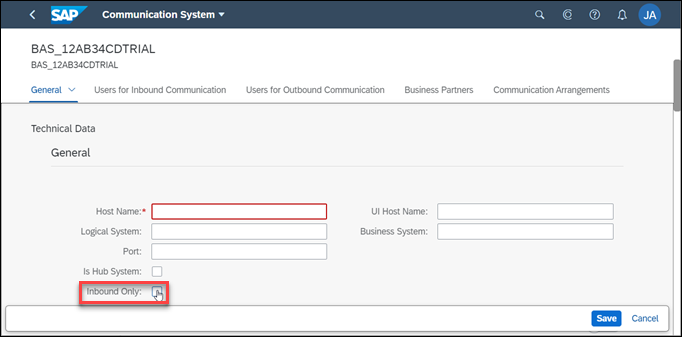 SAP Communication System JA
BAS_12AB34CDTRIAL
BAS_12AB34CDTRIAL
General Users for Inbound Communication Users for Outbound Communication Business Partners Communication Arrangements
Technical Data
General
Host Name:* UI Host Name:
Logical System: Business System:
Port:
Is Hub System:
Inbound Only:
Save Cancel